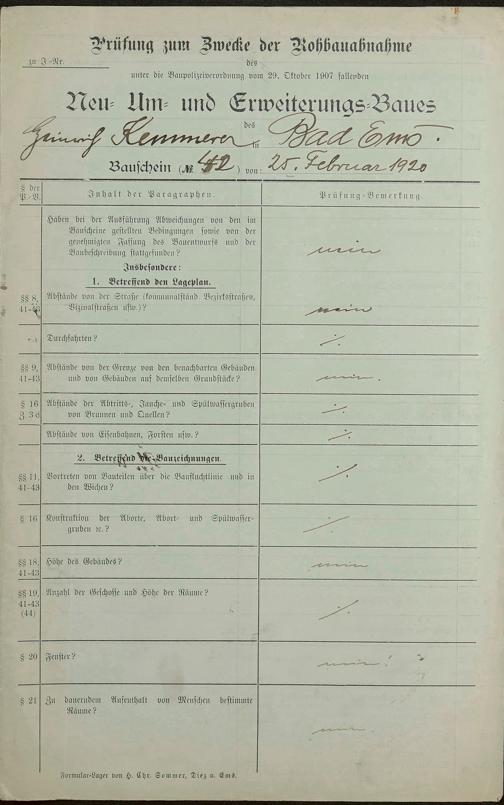 Prüfung zum Zwecke der Rohbauabnahme
zu J-Nr.
des
unter die Baupolizeiverordnung vom 29. Oktober 1907 fallenden
Neu- Um- und Erweiterungs-Baues
des
Heinrich Kemmerer in Bad Ems.
Bauschein (№ 42) von: 25. Februar 1920
§ der P.-V.
Inhalt der Paragraphen.
Prüfung-Bemerkung.
Haben bei der Ausführung Abweichungen von den im
Bauscheine gestellten Bedingungen sowie von der
genehmigten Fassung des Bauentwurfs und der
Baubeschreibung stattgefunden?
nein
Insbesondere:
1. Betreffend den Lageplan.
§§ 8, Abstände von der Straße (kommunalständ. Bezirksstraßen,
41-43 Vizinalstraßen usw.)?
nein
Durchfahrten?
⁒
§§ 9, Abstände von der Grenze von den benachbarten Gebäuden
41-43 und von Gebäuden auf demselben Grundstücke?
nein.
§ 16 Abstände der Abtritts-, Jauche- und Spülwassergruben
Z. 3 d von Brunnen und Quellen?
⁒
Abstände von Eisenbahnen, Forsten usw.?
⁒
2. Betreffend die Bauzeichnungen.
§§ 11, Vortreten von Bauteilen über die Baufluchtlinie und in
41-43 den Wichen?
⁒
§ 16 Konstruktion der Aborte, Abort- und Spülwasser-
gruben ꝛc.?
⁒
§§ 18, Höhe des Gebäudes?
41-43
nein
§§ 19, Anzahl der Geschosse und Höhe der Räume?
41-43
(44)
⁒
§ 20 Fenster?
nein!
§ 21 Zu dauerndem Aufenthalt von Menschen bestimmte
Räume?
nein.
Formular-Lager von H. Chr. Sommer, Diez a. Ems.